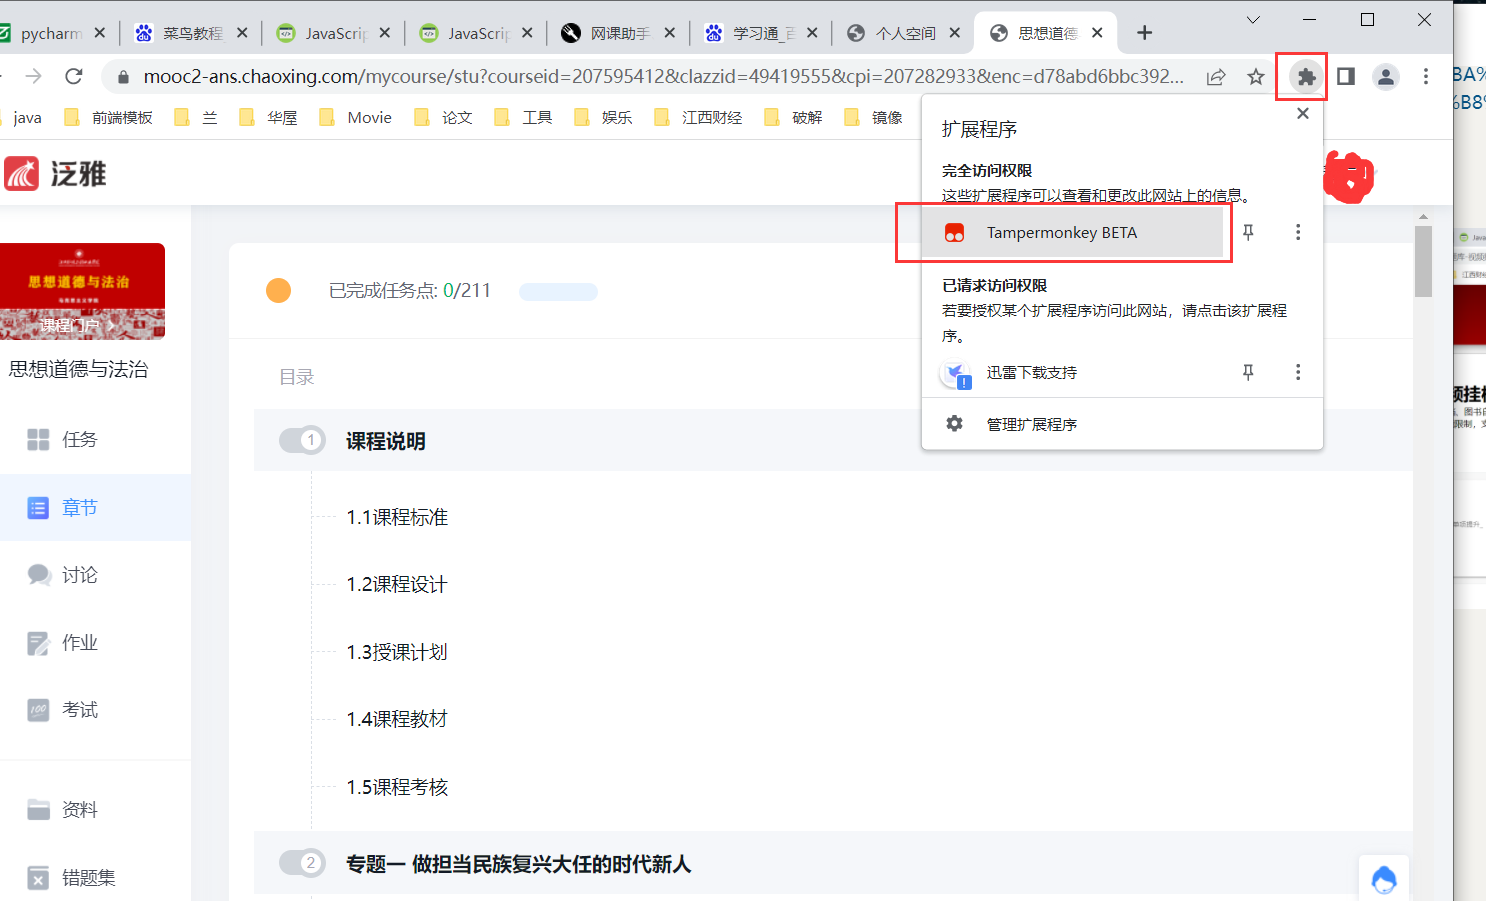 pycharm
菜鸟教程
JavaScrip
JavaScrip
网课助手
学习通_百
个人空间
思想道德
mooc2-ans.chaoxing.com/mycourse/stu?courseid=207595412&clazzid=49419555&cpi=207282933&enc=d78abd6bbc392...
java
前端模板
兰
华屋
Movie
论文
工具
娱乐
江西财经
破解
镜像
泛雅
扩展程序
完全访问权限
这些扩展程序可以查看和更改此网站上的信息。
Tampermonkey BETA
已请求访问权限
若要授权某个扩展程序访问此网站，请点击该扩展程
序。
迅雷下载支持
管理扩展程序
思想道德与法治
课程门户
思想道德与法治
任务
章节
讨论
作业
考试
资料
错题集
已完成任务点: 0/211
目录
1 课程说明
1.1课程标准
1.2课程设计
1.3授课计划
1.4课程教材
1.5课程考核
2 专题一 做担当民族复兴大任的时代新人
BA%
%B8%
江西财经